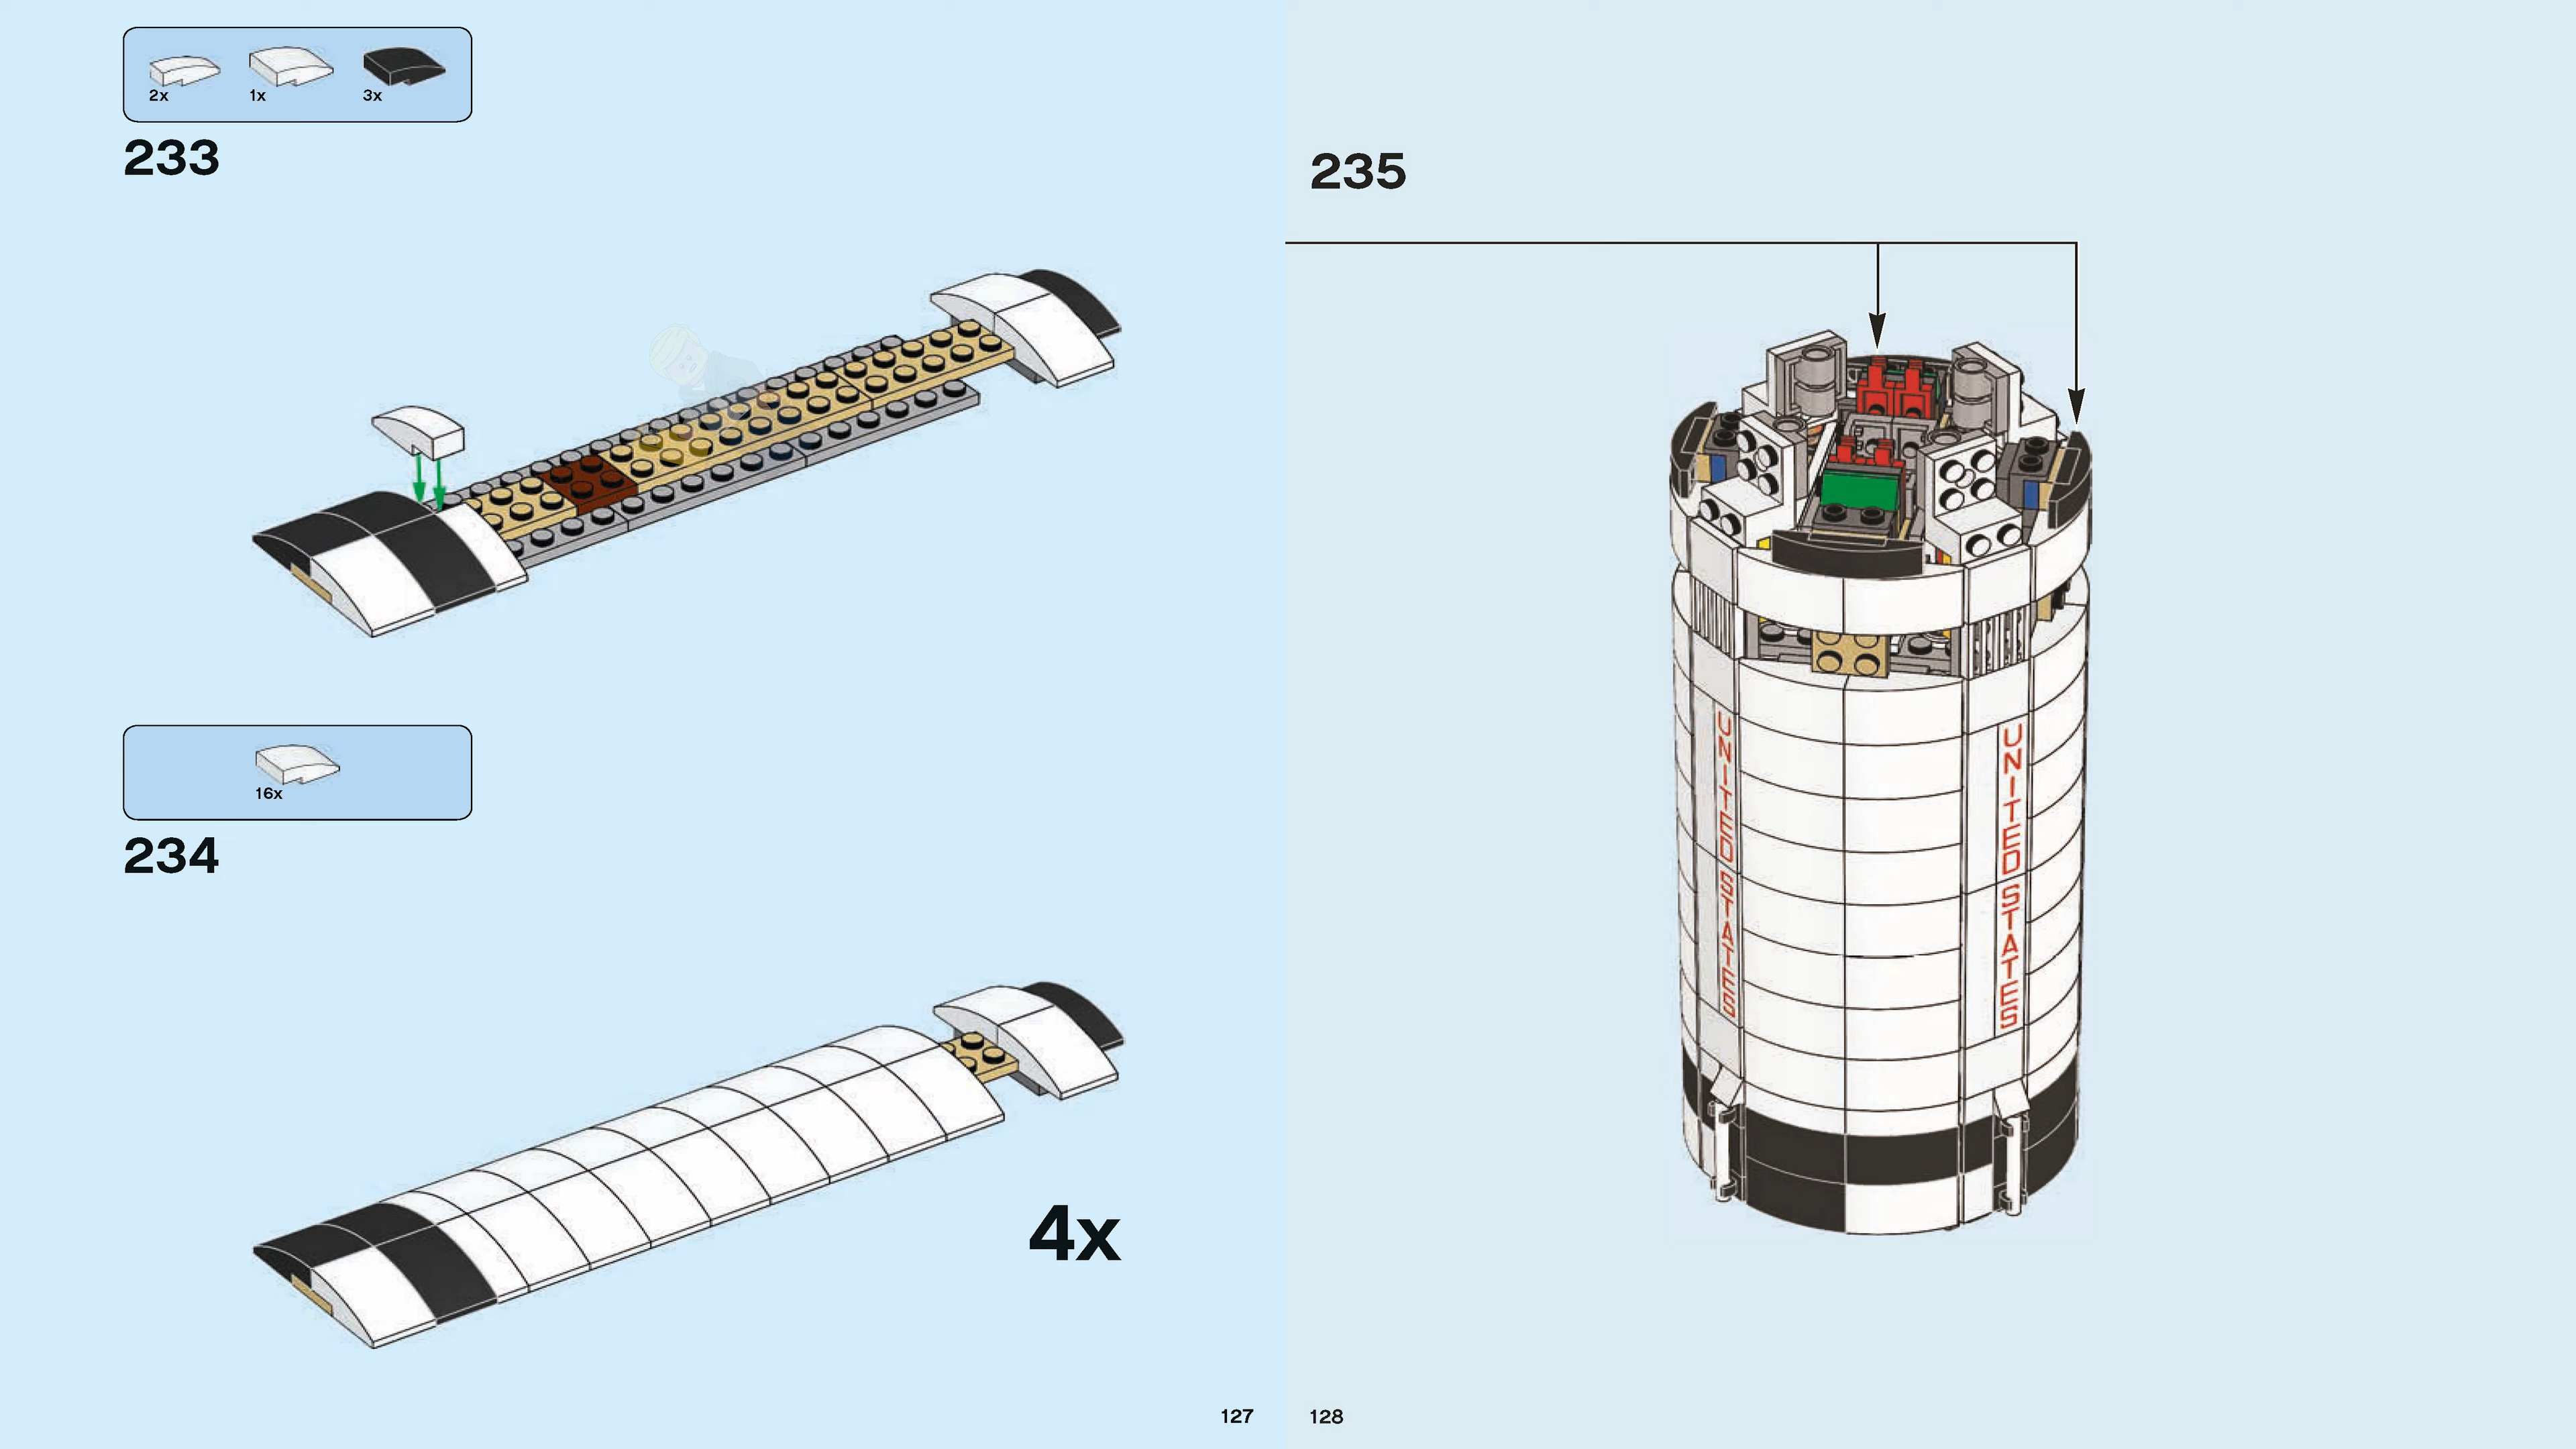 2x 1x 3x
233
16x
234
4x
127
235
UNITED STATES
UNITED STATES
128